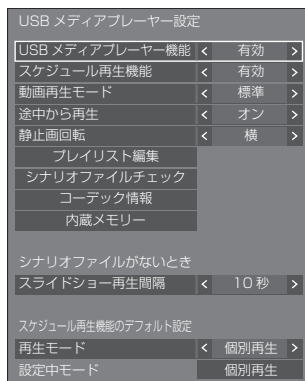 USB メディアプレーヤー設定
USB メディアプレーヤー機能 < 有効 >
スケジュール再生機能 < 有効 >
動画再生モード < 標準 >
途中から再生 < オン >
静止画回転 < 横 >
プレイリスト編集
シナリオファイルチェック
コーデック情報
内蔵メモリー
シナリオファイルがないとき
スライドショー再生間隔 < 10秒 >
スケジュール再生機能のデフォルト設定
再生モード < 個別再生 >
設定中モード 個別再生